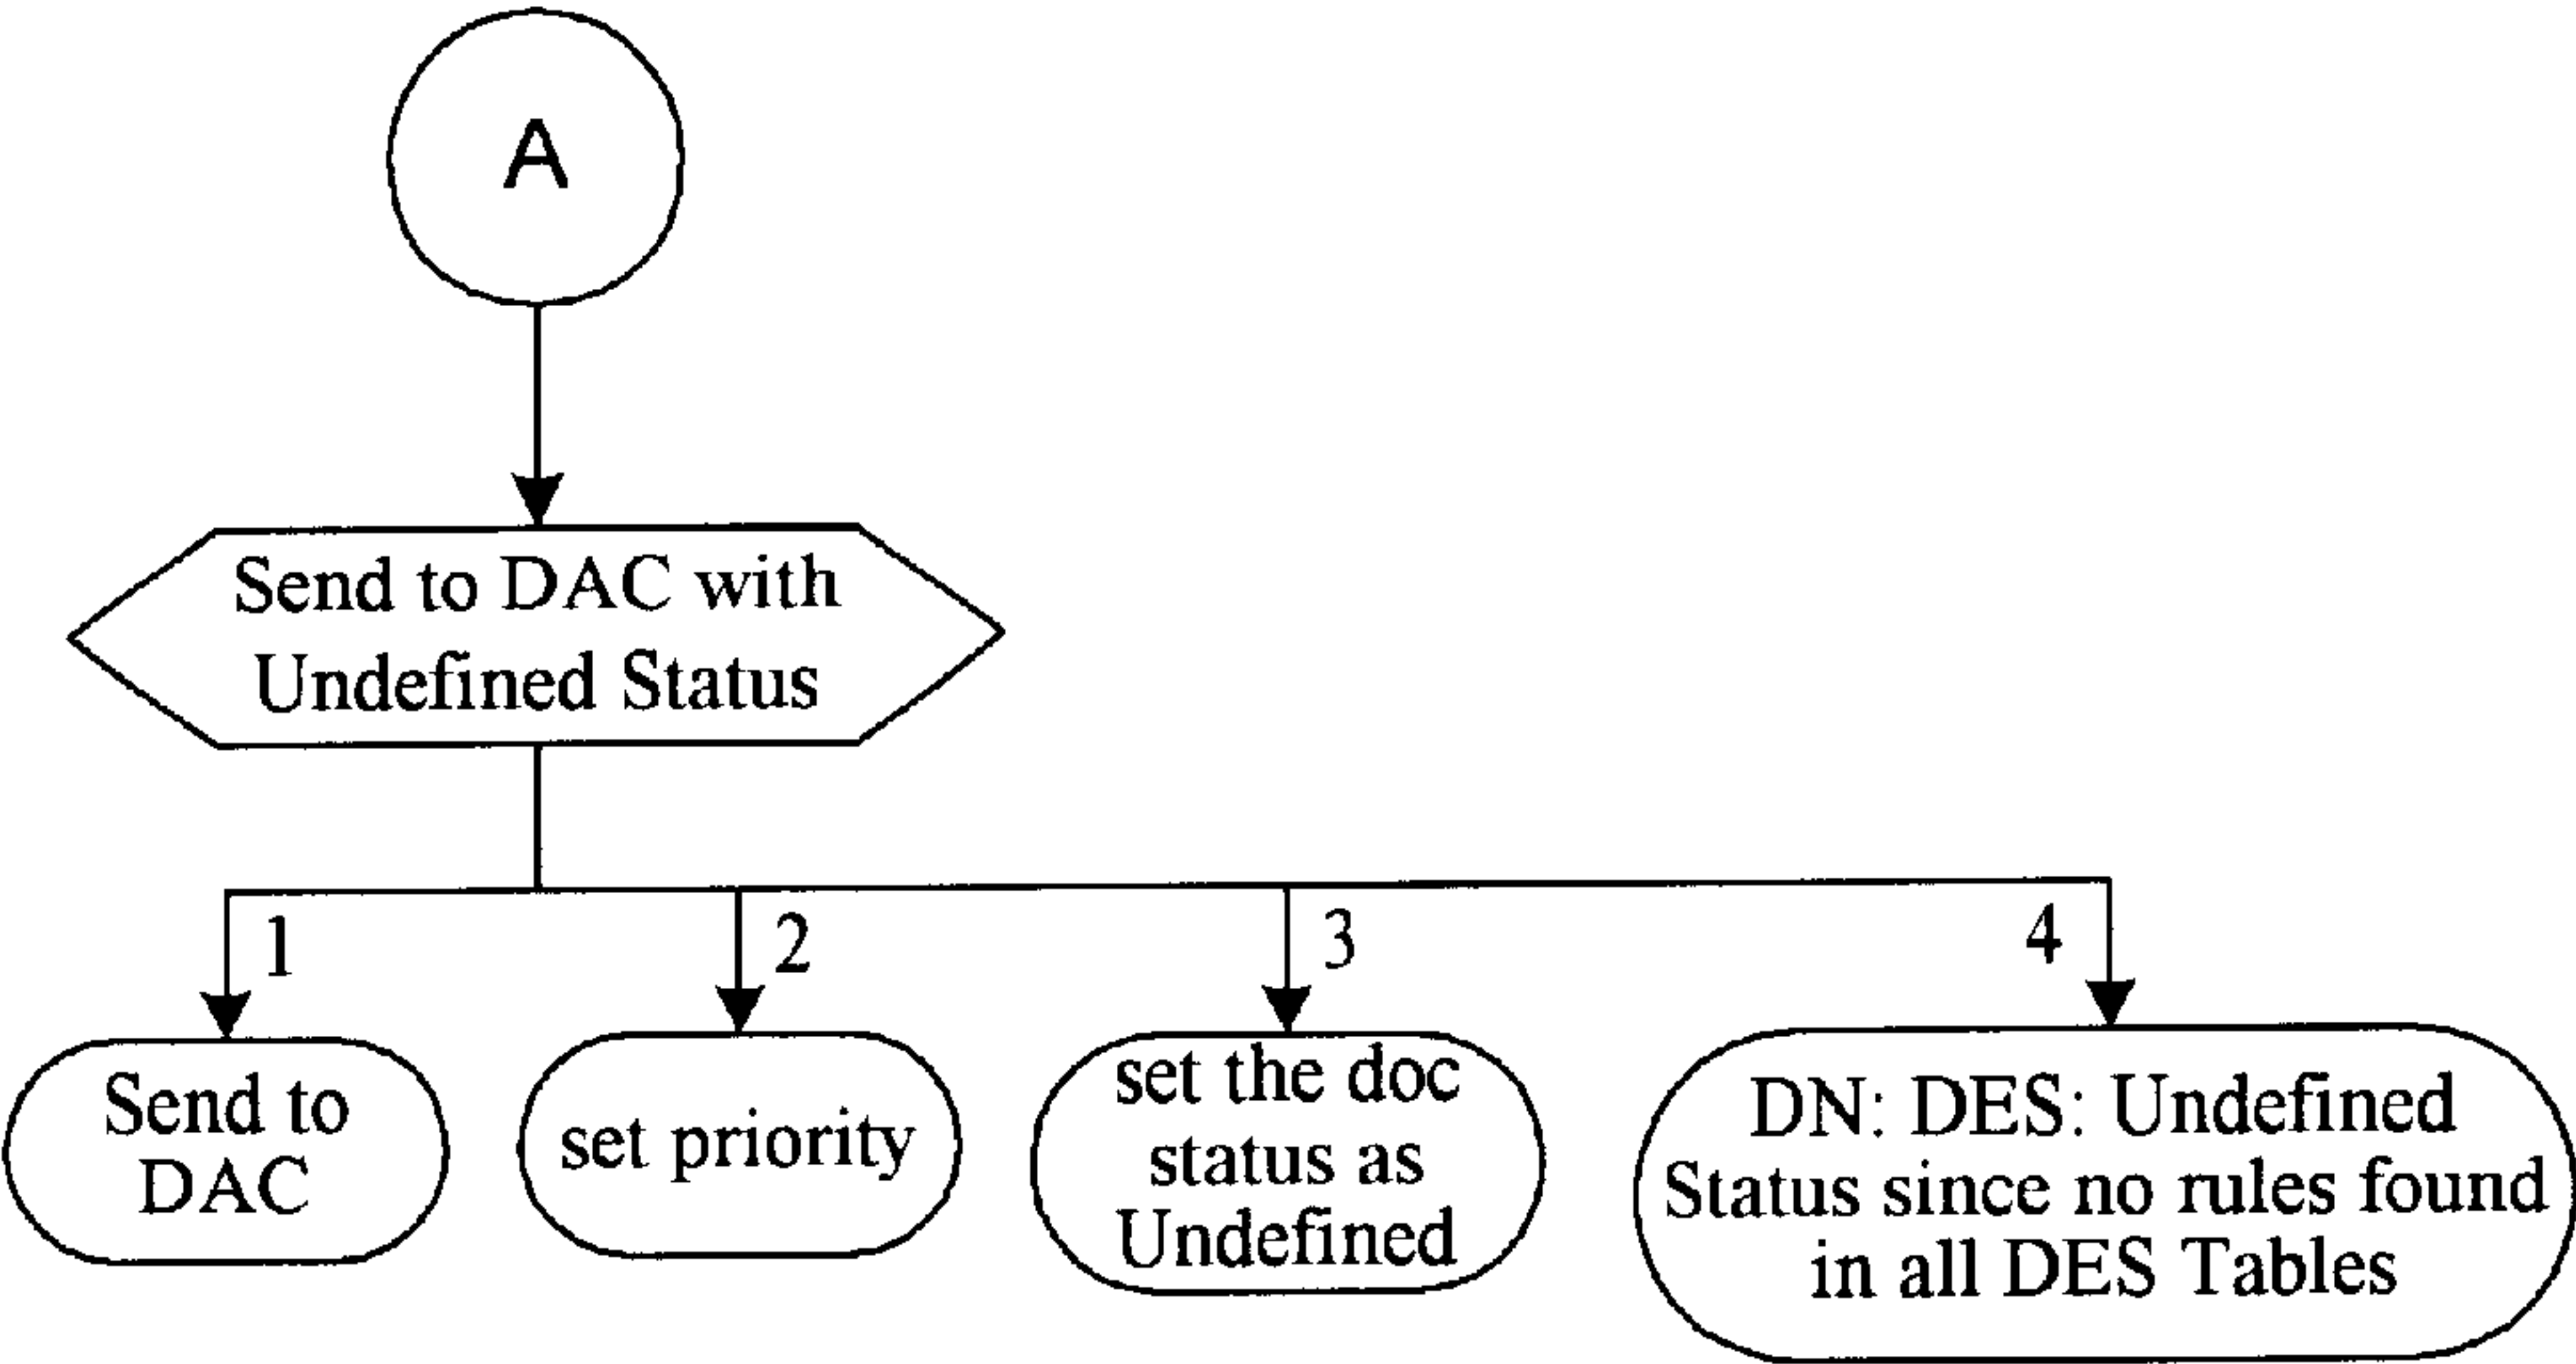 A
Send to DAC with
Undefined Status
1
2
3
4
Send to
DAC
set priority
set the doc
status as
Undefined
DN: DES: Undefined
Status since no rules found
in all DES Tables